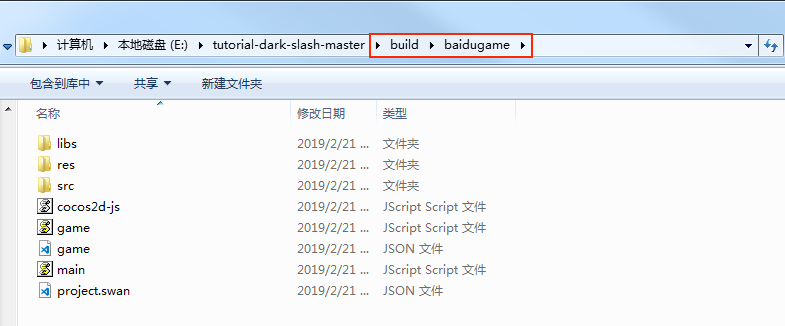 计算机 本地磁盘 (E:) tutorial-dark-slash-master build baidugame
包含到库中 共享 新建文件夹
名称 修改日期 类型
libs 2019/2/21 ... 文件夹
res 2019/2/21 ... 文件夹
src 2019/2/21 ... 文件夹
cocos2d-js 2019/2/21 ... JScript Script 文件
game 2019/2/21 ... JScript Script 文件
game 2019/2/21 ... JSON 文件
main 2019/2/21 ... JScript Script 文件
project.swan 2019/2/21 ... JSON 文件